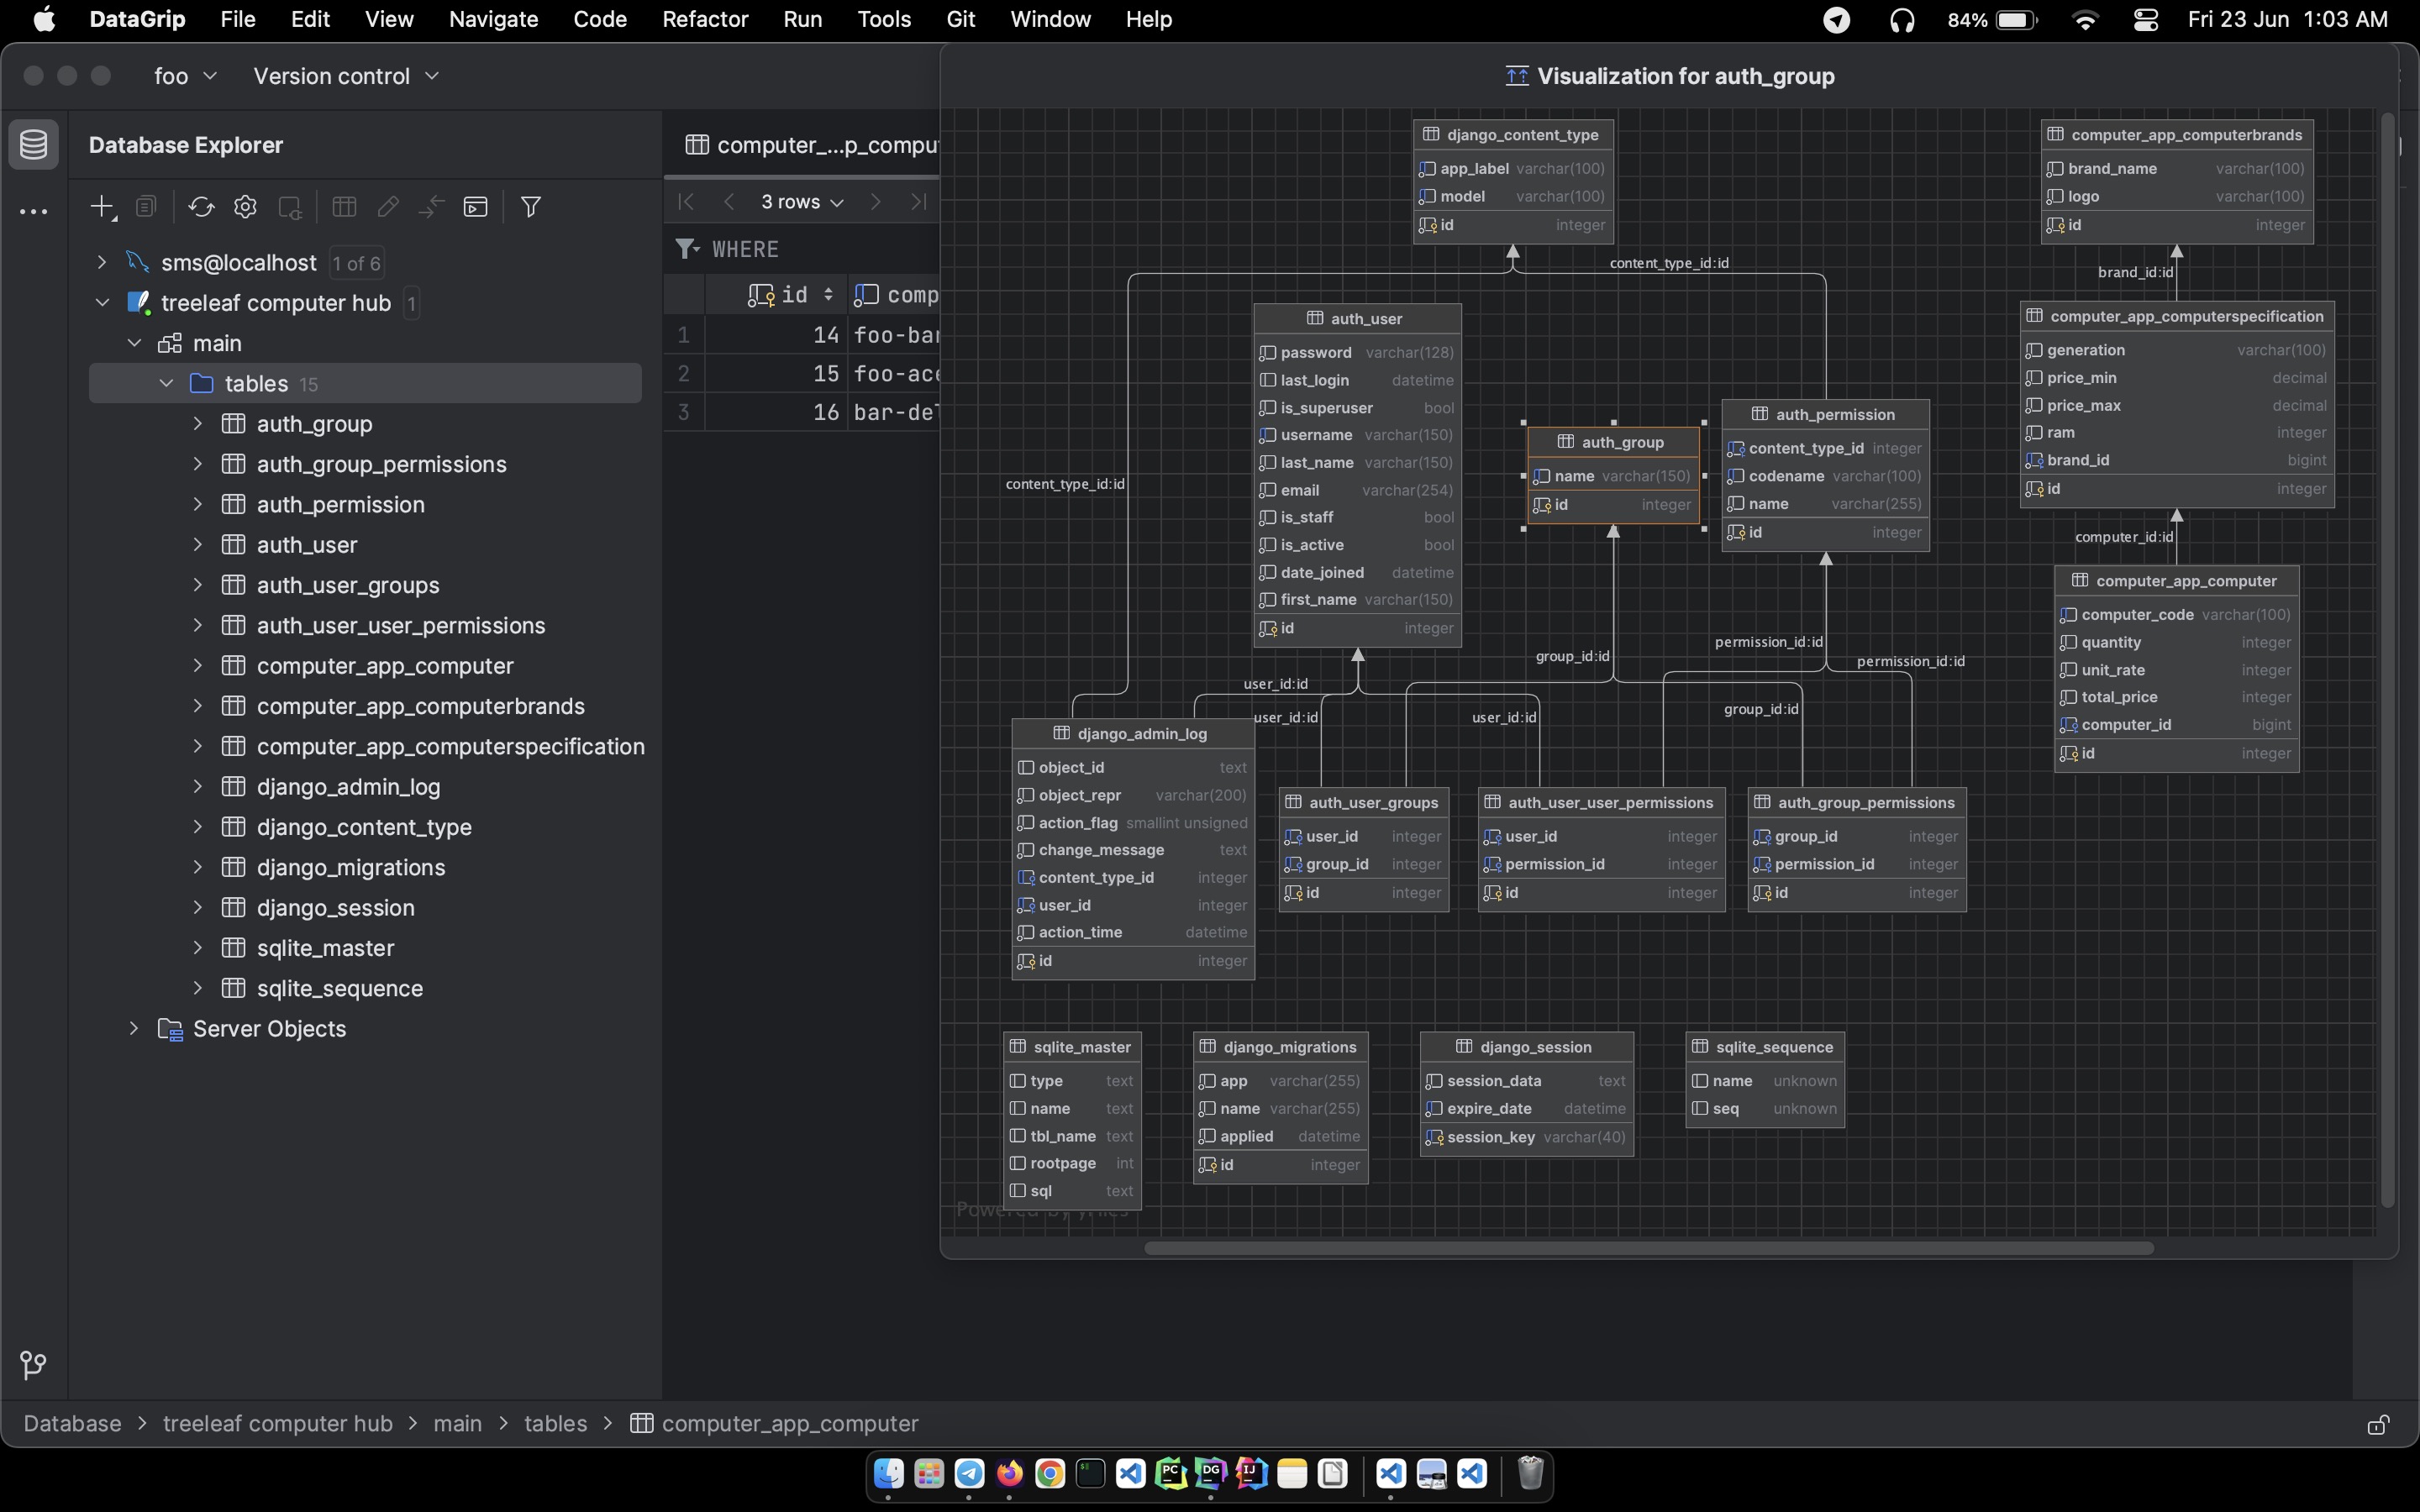 DataGrip File Edit View Navigate Code Refactor Run Tools Git Window Help 84% Fri 23 Jun 1:03 AM
foo Version control
Visualization for auth_group
Database Explorer
sms@localhost 1 of 6
treeleaf computer hub 1
main
tables 15
auth_group
auth_group_permissions
auth_permission
auth_user
auth_user_groups
auth_user_user_permissions
computer_app_computer
computer_app_computerbrands
computer_app_computerspecification
django_admin_log
django_content_type
django_migrations
django_session
sqlite_master
sqlite_sequence
Server Objects
computer_...p_compu
3 rows
WHERE
id comp
1 14 foo-bar
2 15 foo-ace
3 16 bar-del
django_content_type
app_label varchar(100)
model varchar(100)
id integer
computer_app_computerbrands
brand_name varchar(100)
logo varchar(100)
id integer
content_type_id:id
brand_id:id
auth_user
password varchar(128)
last_login datetime
is_superuser bool
username varchar(150)
last_name varchar(150)
email varchar(254)
is_staff bool
is_active bool
date_joined datetime
first_name varchar(150)
id integer
auth_group
name varchar(150)
id integer
auth_permission
content_type_id integer
codename varchar(100)
name varchar(255)
id integer
computer_app_computerspecification
generation varchar(100)
price_min decimal
price_max decimal
ram integer
brand_id bigint
id integer
content_type_id:id
computer_id:id
computer_app_computer
computer_code varchar(100)
quantity integer
unit_rate integer
total_price integer
computer_id bigint
id integer
group_id:id
permission_id:id
permission_id:id
user_id:id
user_id:id
user_id:id
group_id:id
django_admin_log
object_id text
object_repr varchar(200)
action_flag smallint unsigned
change_message text
content_type_id integer
user_id integer
action_time datetime
id integer
auth_user_groups
user_id integer
group_id integer
id integer
auth_user_user_permissions
user_id integer
permission_id integer
id integer
auth_group_permissions
group_id integer
permission_id integer
id integer
sqlite_master
type text
name text
tbl_name text
rootpage int
sql text
django_migrations
app varchar(255)
name varchar(255)
applied datetime
id integer
django_session
session_data text
expire_date datetime
session_key varchar(40)
sqlite_sequence
name unknown
seq unknown
Powered by yFiles
Database treeleaf computer hub main tables computer_app_computer
PC DG IJ